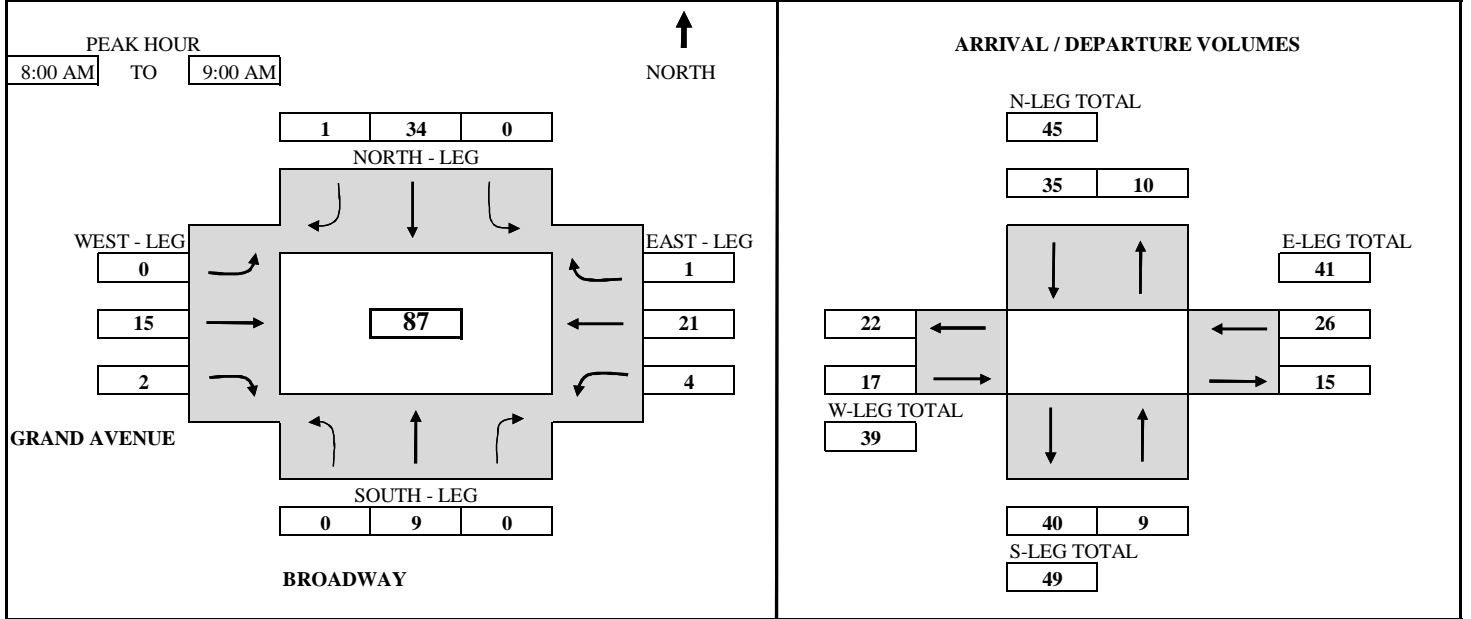 PEAK HOUR
8:00 AM TO 9:00 AM
NORTH
1 34 0
NORTH - LEG
WEST - LEG
EAST - LEG
0
1
15
87
21
2
4
GRAND AVENUE
SOUTH - LEG
0 9 0
BROADWAY
ARRIVAL / DEPARTURE VOLUMES
N-LEG TOTAL
45
35 10
E-LEG TOTAL
41
22
26
17
15
W-LEG TOTAL
39
40 9
S-LEG TOTAL
49